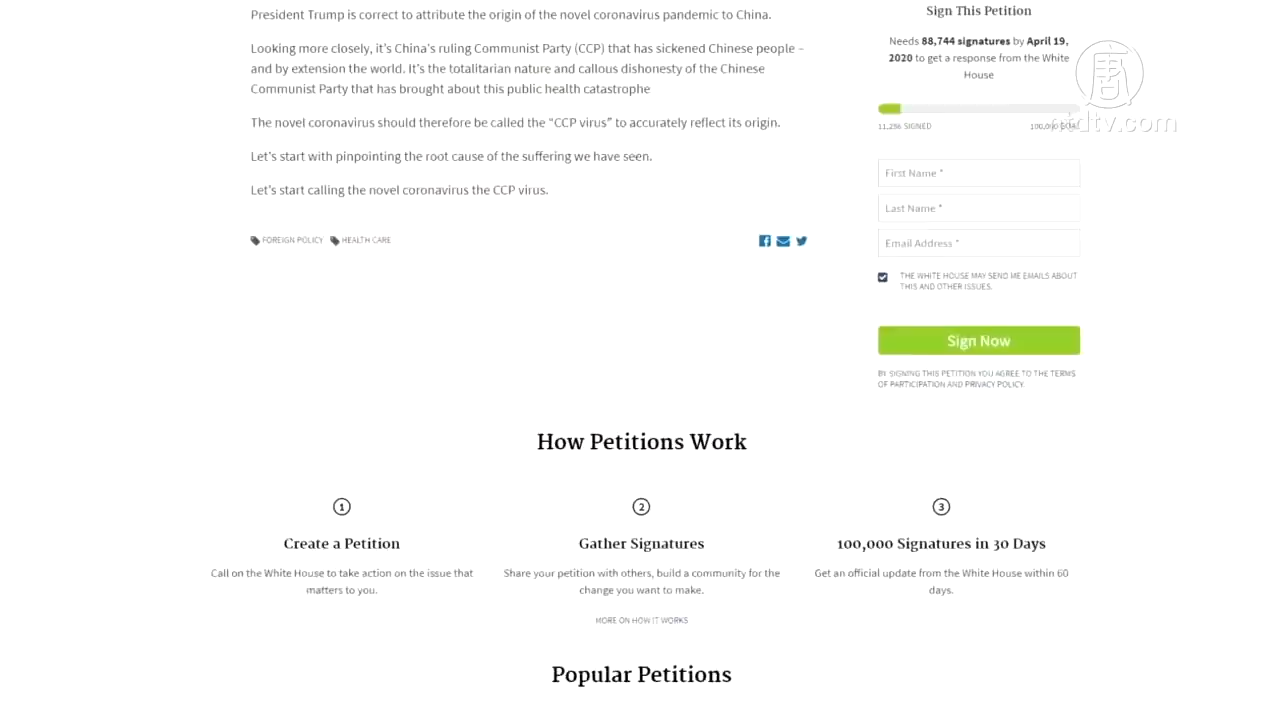 President Trump is correct to attribute the origin of the novel coronavirus pandemic to China.
Looking more closely, it's China's ruling Communist Party (CCP) that has sickened Chinese people –
and by extension the world. It's the totalitarian nature and callous dishonesty of the Chinese
Communist Party that has brought about this public health catastrophe
The novel coronavirus should therefore be called the “CCP virus” to accurately reflect its origin.
Let's start with pinpointing the root cause of the suffering we have seen.
Let's start calling the novel coronavirus the CCP virus.
FOREIGN POLICY HEALTH CARE
Sign This Petition
Needs 88,744 signatures by April 19,
2020 to get a response from the White
House
唐
ntdtv.com
11,256 SIGNED
100,000 GOAL
First Name *
Last Name *
Email Address *
THE WHITE HOUSE MAY SEND ME EMAILS ABOUT
THIS AND OTHER ISSUES.
Sign Now
BY SIGNING THIS PETITION YOU AGREE TO THE TERMS
OF PARTICIPATION AND PRIVACY POLICY.
How Petitions Work
1
Create a Petition
Call on the White House to take action on the issue that
matters to you.
2
Gather Signatures
Share your petition with others, build a community for the
change you want to make.
MORE ON HOW IT WORKS
3
100,000 Signatures in 30 Days
Get an official update from the White House within 60
days.
Popular Petitions